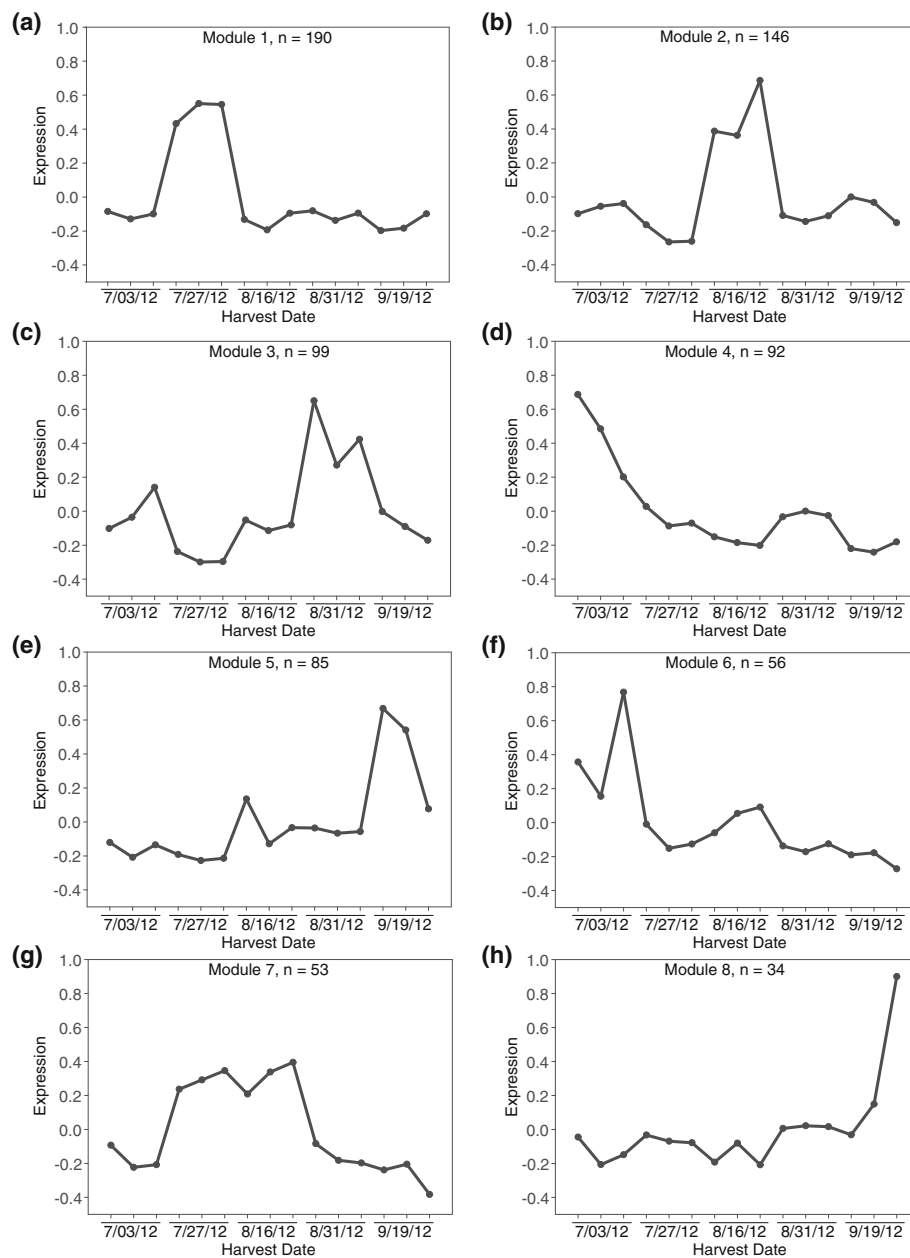 (a)
Module 1, n = 190
1.0
0.8
0.6
0.4
0.2
0.0
-0.2
-0.4
Expression
7/03/12 7/27/12 8/16/12 8/31/12 9/19/12
Harvest Date
(b)
Module 2, n = 146
1.0
0.8
0.6
0.4
0.2
0.0
-0.2
-0.4
Expression
7/03/12 7/27/12 8/16/12 8/31/12 9/19/12
Harvest Date
(c)
Module 3, n = 99
1.0
0.8
0.6
0.4
0.2
0.0
-0.2
-0.4
Expression
7/03/12 7/27/12 8/16/12 8/31/12 9/19/12
Harvest Date
(d)
Module 4, n = 92
1.0
0.8
0.6
0.4
0.2
0.0
-0.2
-0.4
Expression
7/03/12 7/27/12 8/16/12 8/31/12 9/19/12
Harvest Date
(e)
Module 5, n = 85
1.0
0.8
0.6
0.4
0.2
0.0
-0.2
-0.4
Expression
7/03/12 7/27/12 8/16/12 8/31/12 9/19/12
Harvest Date
(f)
Module 6, n = 56
1.0
0.8
0.6
0.4
0.2
0.0
-0.2
-0.4
Expression
7/03/12 7/27/12 8/16/12 8/31/12 9/19/12
Harvest Date
(g)
Module 7, n = 53
1.0
0.8
0.6
0.4
0.2
0.0
-0.2
-0.4
Expression
7/03/12 7/27/12 8/16/12 8/31/12 9/19/12
Harvest Date
(h)
Module 8, n = 34
1.0
0.8
0.6
0.4
0.2
0.0
-0.2
-0.4
Expression
7/03/12 7/27/12 8/16/12 8/31/12 9/19/12
Harvest Date